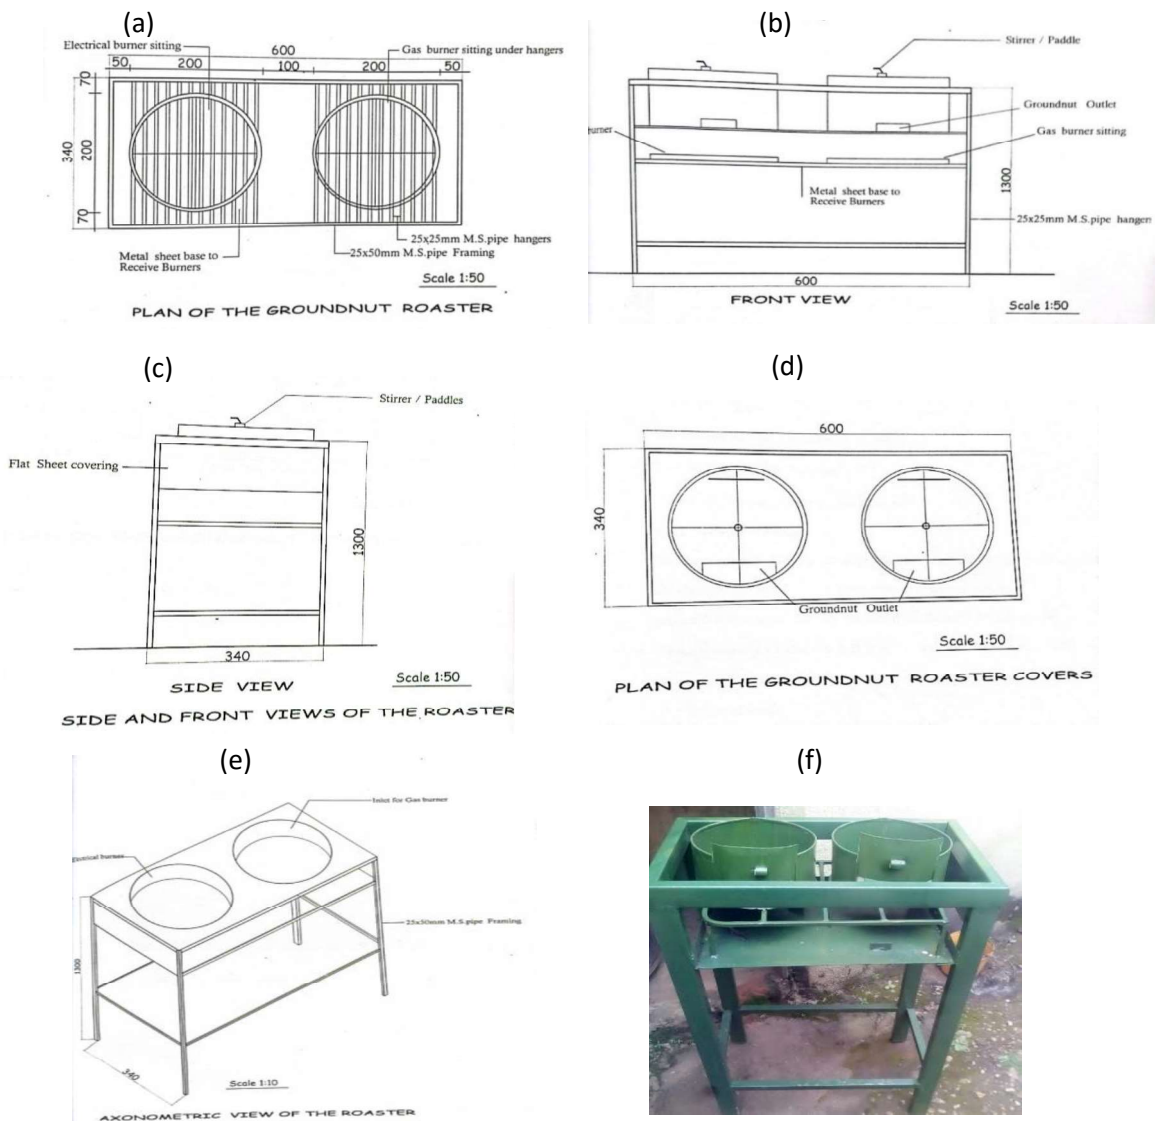 (a)
Electrical burner sitting
Gas burner sitting under hangers
600
50 200 100 200 50
70
340 200
70
25x25mm M.S.pipe hangers
25x50mm M.S.pipe Framing
Metal sheet base to
Receive Burners
Scale 1:50
PLAN OF THE GROUNDNUT ROASTER
(b)
Stirrer / Paddle
Groundnut Outlet
urner
Gas burner sitting
Metal sheet base to
Receive Burners
1300
25x25mm M.S.pipe hangers
600
FRONT VIEW
Scale 1:50
(c)
Stirrer / Paddles
Flat Sheet covering
1300
340
SIDE VIEW
Scale 1:50
SIDE AND FRONT VIEWS OF THE ROASTER
(d)
600
340
Groundnut Outlet
Scale 1:50
PLAN OF THE GROUNDNUT ROASTER COVERS
(e)
Inlet for Gas burner
burner
25x50mm M.S.pipe Framing
1300
340
Scale 1:10
AXONOMETRIC VIEW OF THE ROASTER
(f)